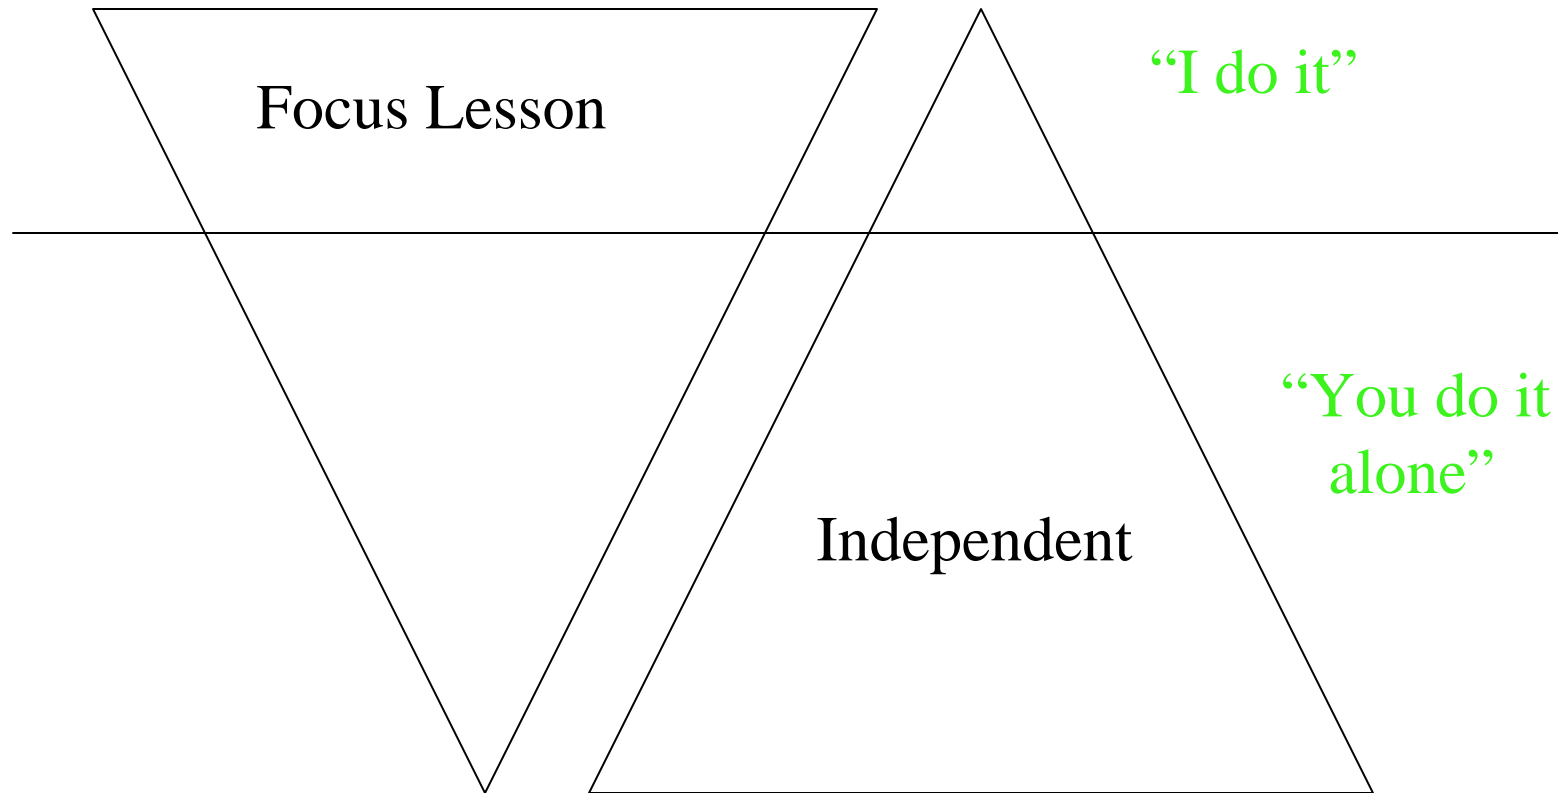 “I do it”
Focus Lesson
“You do it
alone”
Independent